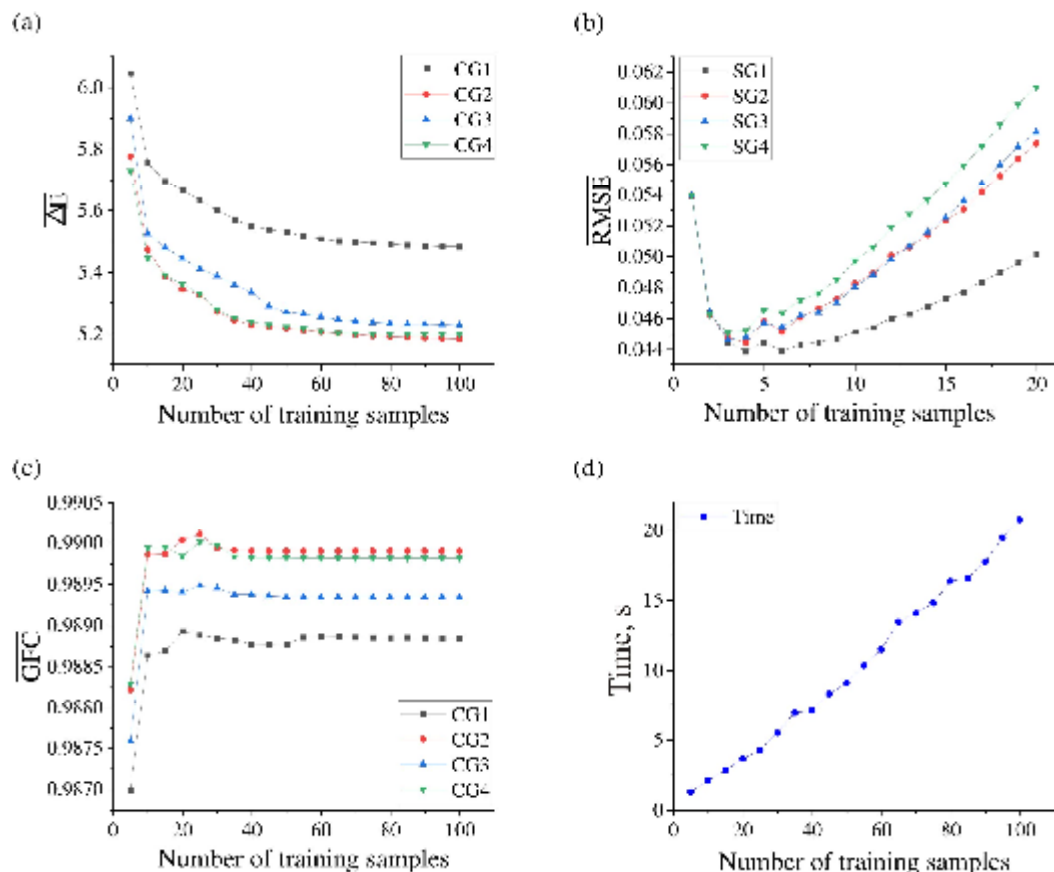 (a)
6.0
5.8
5.6
5.4
5.2
0 20 40 60 80 100
ΔE
Number of training samples
CG1
CG2
CG3
CG4
(b)
0.062
0.060
0.058
0.056
0.054
0.052
0.050
0.048
0.046
0.044
0 5 10 15 20
RMSE
Number of training samples
SG1
SG2
SG3
SG4
(c)
0.9905
0.9900
0.9895
0.9890
0.9885
0.9880
0.9875
0.9870
0 20 40 60 80 100
GFC
Number of training samples
CG1
CG2
CG3
CG4
(d)
20
15
10
5
0
0 20 40 60 80 100
Time, s
Number of training samples
Time